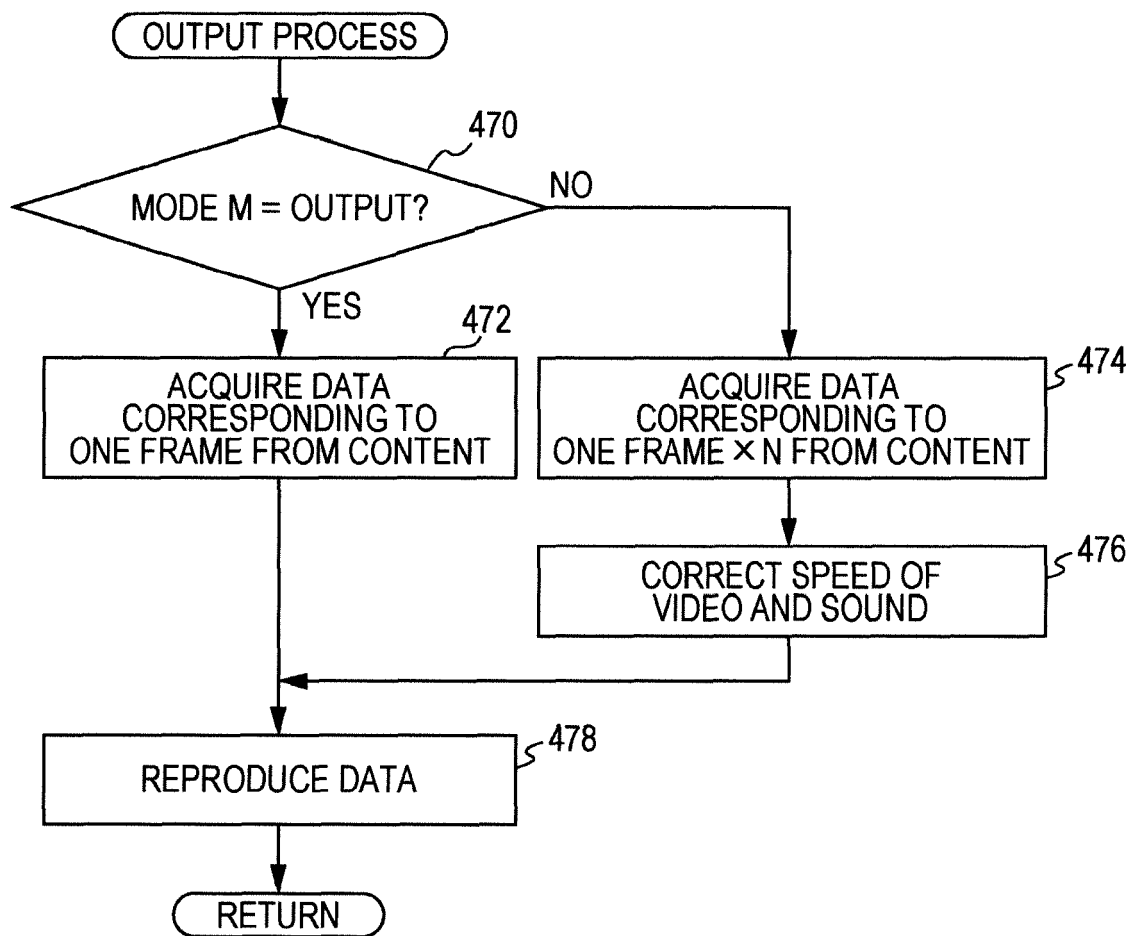 OUTPUT PROCESS
470
MODE M = OUTPUT?
NO
YES
472
ACQUIRE DATA
CORRESPONDING TO
ONE FRAME FROM CONTENT
474
ACQUIRE DATA
CORRESPONDING TO
ONE FRAME × N FROM CONTENT
476
CORRECT SPEED OF
VIDEO AND SOUND
478
REPRODUCE DATA
RETURN